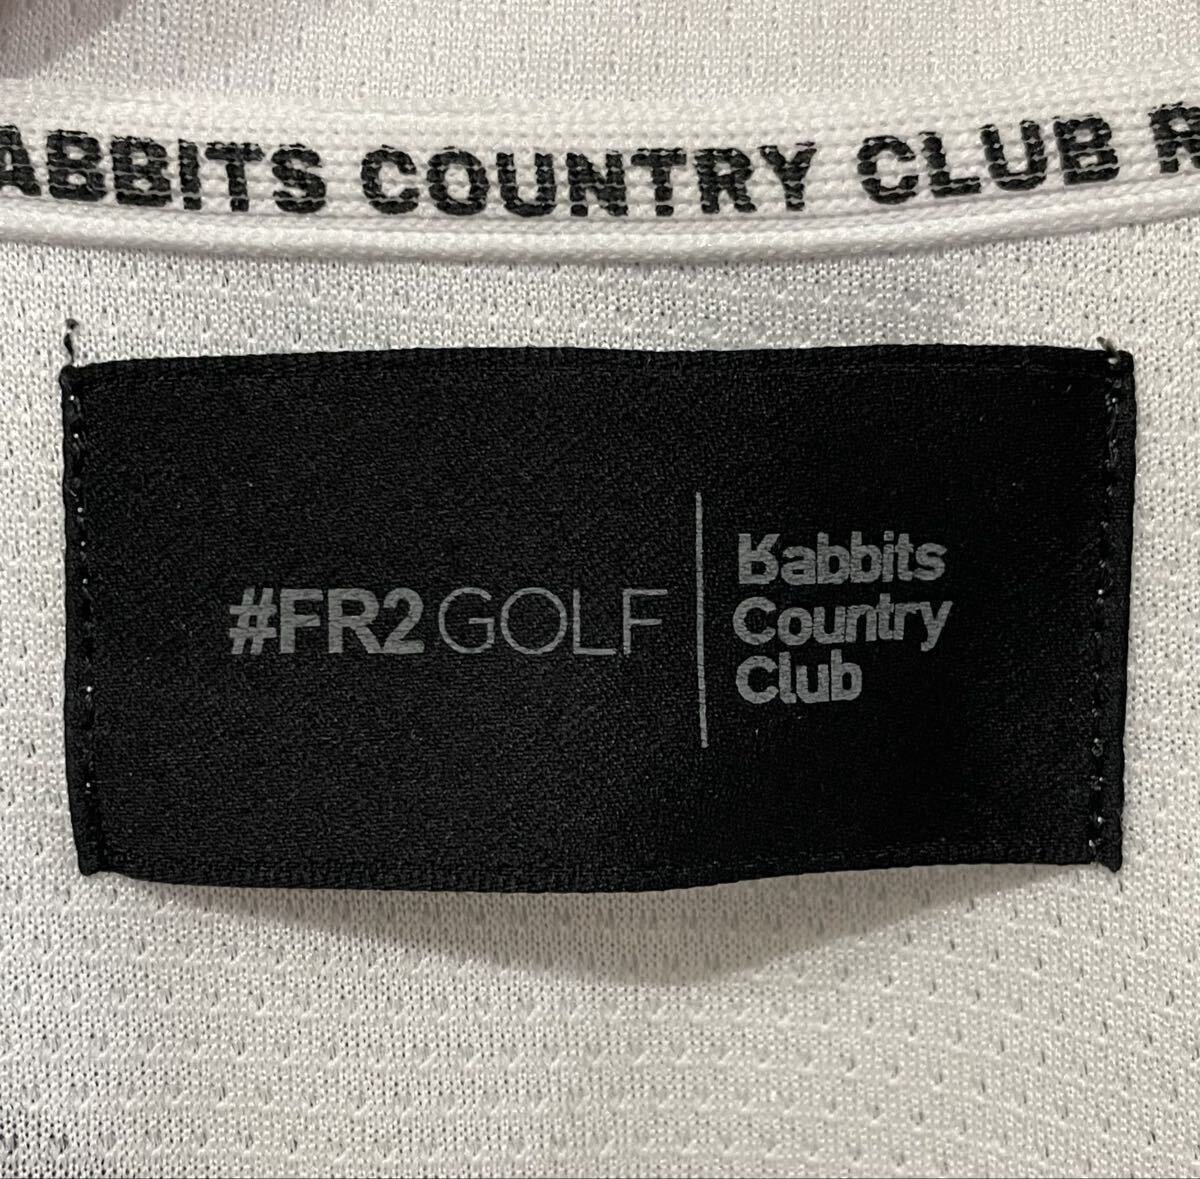 ABBITS COUNTRY CLUB R
#FR2GOLF
Rabbits
Country
Club